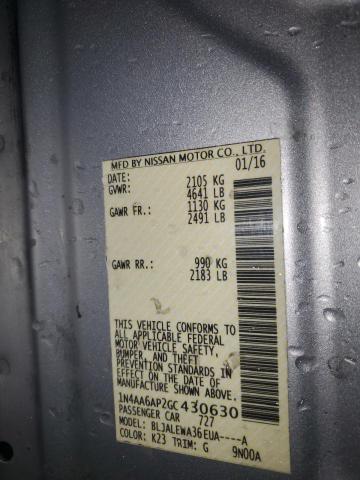 MFD BY NISSAN MOTOR CO., LTD.
DATE: 01/16
GVWR: 2105 KG
4641 LB
GAWR FR.: 1130 KG
2491 LB
GAWR RR.: 990 KG
2183 LB
THIS VEHICLE CONFORMS TO
ALL APPLICABLE FEDERAL
MOTOR VEHICLE SAFETY,
BUMPER, AND THEFT
PREVENTION STANDARDS
IN EFFECT ON THE DATE OF
MANUFACTURE SHOWN ABOVE.
1N4AA6AP2GC430630
PASSENGER CAR 727
MODEL: BLJALEWA36EUA----A
COLOR: K23 TRIM: G 9N00A